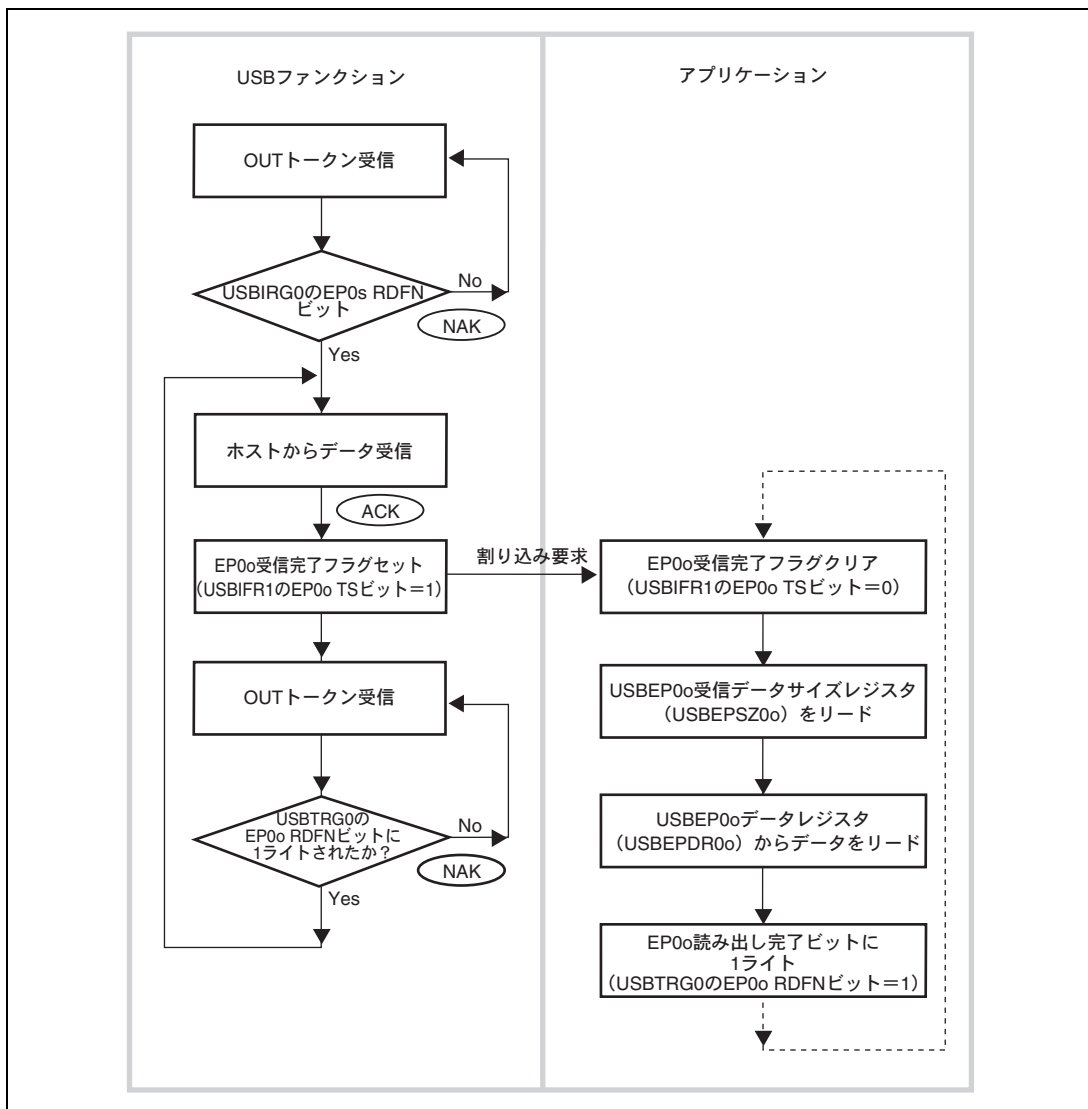 USBファンクション
アプリケーション
OUTトークン受信
USBIRG0のEP0s RDFN
ビット
No
NAK
Yes
ホストからデータ受信
ACK
EP0o受信完了フラグセット
（USBIFR1のEP0o TSビット＝1）
割り込み要求
EP0o受信完了フラグクリア
（USBIFR1のEP0o TSビット＝0）
OUTトークン受信
USBEP0o受信データサイズレジスタ
（USBEPSZ0o）をリード
USBTRG0の
EP0o RDFNビットに
1ライトされたか？
No
NAK
Yes
USBEP0oデータレジスタ
（USBEPDR0o）からデータをリード
EP0o読み出し完了ビットに
1ライト
（USBTRG0のEP0o RDFNビット＝1）